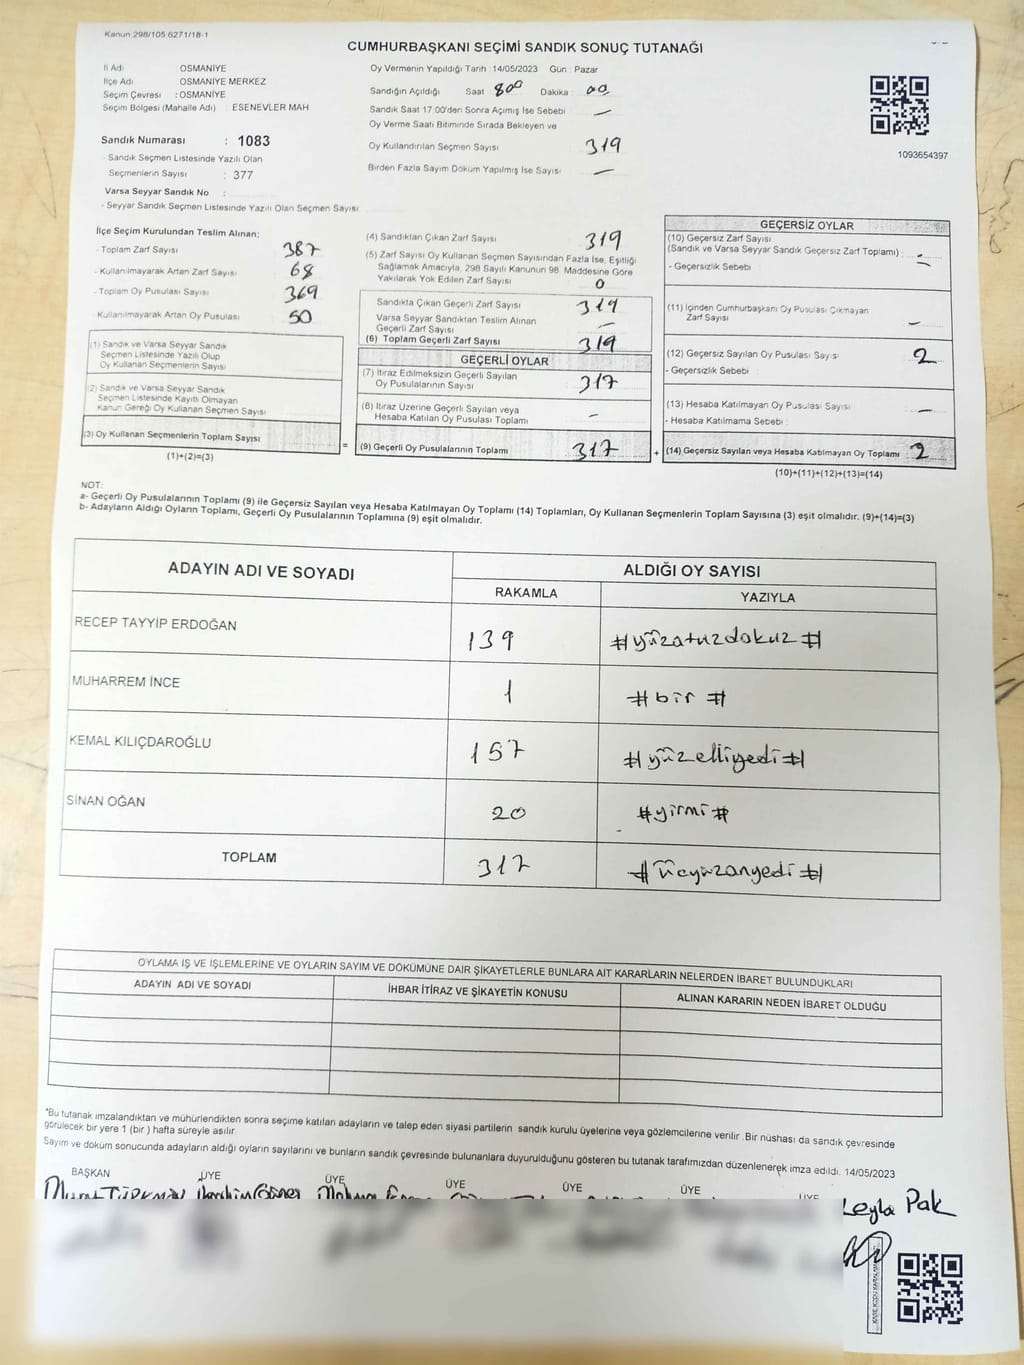 Kanun.298/105.6271/18-1
CUMHURBAŞKANI SEÇİMİ SANDIK SONUÇ TUTANAĞI
İl Adı OSMANİYE
İlçe Adı OSMANİYE MERKEZ
Seçim Çevresi : OSMANİYE
Seçim Bölgesi (Mahalle Adı) : ESENEVLER MAH.
Sandık Numarası : 1083
- Sandık Seçmen Listesinde Yazılı Olan
Seçmenlerin Sayısı : 377
Varsa Seyyar Sandık No :
- Seyyar Sandık Seçmen Listesinde Yazılı Olan Seçmen Sayısı
Oy Vermenin Yapıldığı Tarih : 14/05/2023 Gün : Pazar
Sandığın Açıldığı Saat 800 Dakika : 00
Sandık Saat 17:00'den Sonra Açımış İse Sebebi —
Oy Verme Saati Bitiminde Sırada Bekleyen ve
Oy Kullandırılan Seçmen Sayısı 319
Birden Fazla Sayım Döküm Yapılmış İse Sayısı —
1093654397
İlçe Seçim Kurulundan Teslim Alınan;
- Toplam Zarf Sayısı 387
- Kullanılmayarak Artan Zarf Sayısı 68
- Toplam Oy Pusulası Sayısı 369
- Kullanılmayarak Artan Oy Pusulası 50
(1) Sandık ve Varsa Seyyar Sandık
Seçmen Listesinde Yazılı Olup
Oy Kullanan Seçmenlerin Sayısı
(2) Sandık ve Varsa Seyyar Sandık
Seçmen Listesinde Kayıtlı Olmayan
Kanun Gereği Oy Kullanan Seçmen Sayısı
(3) Oy Kullanan Seçmenlerin Toplam Sayısı
(1)+(2)=(3)
=
(4) Sandıktan Çıkan Zarf Sayısı 319
(5) Zarf Sayısı Oy Kullanan Seçmen Sayısından Fazla İse, Eşitliği
Sağlamak Amacıyla, 298 Sayılı Kanunun 98. Maddesine Göre
Yakılarak Yok Edilen Zarf Sayısı 0
Sandıkta Çıkan Geçerli Zarf Sayısı 319
Varsa Seyyar Sandıktan Teslim Alınan
Geçerli Zarf Sayısı —
(6) Toplam Geçerli Zarf Sayısı 319
GEÇERLİ OYLAR
(7) İtiraz Edilmeksizin Geçerli Sayılan
Oy Pusulalarının Sayısı 317
(8) İtiraz Üzerine Geçerli Sayılan veya
Hesaba Katılan Oy Pusulası Toplamı —
(9) Geçerli Oy Pusulalarının Toplamı 317
+
GEÇERSİZ OYLAR
(10) Geçersiz Zarf Sayısı
(Sandık ve Varsa Seyyar Sandık Geçersiz Zarf Toplamı) : —
- Geçersizlik Sebebi —
(11) İçinden Cumhurbaşkanı Oy Pusulası Çıkmayan
Zarf Sayısı —
(12) Geçersiz Sayılan Oy Pusulası Sayısı 2
- Geçersizlik Sebebi :
(13) Hesaba Katılmayan Oy Pusulası Sayısı —
- Hesaba Katılmama Sebebi :
(14) Geçersiz Sayılan veya Hesaba Katılmayan Oy Toplamı 2
(10)+(11)+(12)+(13)=(14)
NOT:
a- Geçerli Oy Pusulalarının Toplamı (9) ile Geçersiz Sayılan veya Hesaba Katılmayan Oy Toplamı (14) Toplamları, Oy Kullanan Seçmenlerin Toplam Sayısına (3) eşit olmalıdır. (9)+(14)=(3)
b- Adayların Aldığı Oyların Toplamı, Geçerli Oy Pusulalarının Toplamına (9) eşit olmalıdır.
ADAYIN ADI VE SOYADI ALDIĞI OY SAYISI
RAKAMLA YAZIYLA
RECEP TAYYİP ERDOĞAN 139 #yüzotuzdokuz#
MUHARREM İNCE 1 #bir#
KEMAL KILIÇDAROĞLU 157 #yüzelliyedi#
SİNAN OĞAN 20 #yirmi#
TOPLAM 317 #üçyüzonyedi#
OYLAMA İŞ VE İŞLEMLERİNE VE OYLARIN SAYIM VE DÖKÜMÜNE DAİR ŞİKAYETLERLE BUNLARA AİT KARARLARIN NELERDEN İBARET BULUNDUKLARI
ADAYIN ADI VE SOYADI İHBAR İTİRAZ VE ŞİKAYETİN KONUSU ALINAN KARARIN NEDEN İBARET OLDUĞU
*Bu tutanak imzalandıktan ve mühürlendikten sonra seçime katılan adayların ve talep eden siyasi partilerin sandık kurulu üyelerine veya gözlemcilerine verilir. Bir nüshası da sandık çevresinde
görülecek bir yere 1 (bir) hafta süreyle asılır.
Sayım ve döküm sonucunda adayların aldığı oyların sayılarını ve bunların sandık çevresinde bulunanlara duyurulduğunu gösteren bu tutanak tarafımızdan düzenlenerek imza edildi. 14/05/2023
BAŞKAN ÜYE ÜYE ÜYE ÜYE ÜYE ÜYE
Murat TÜRKMEN İbrahim Güneş Leyla Pak